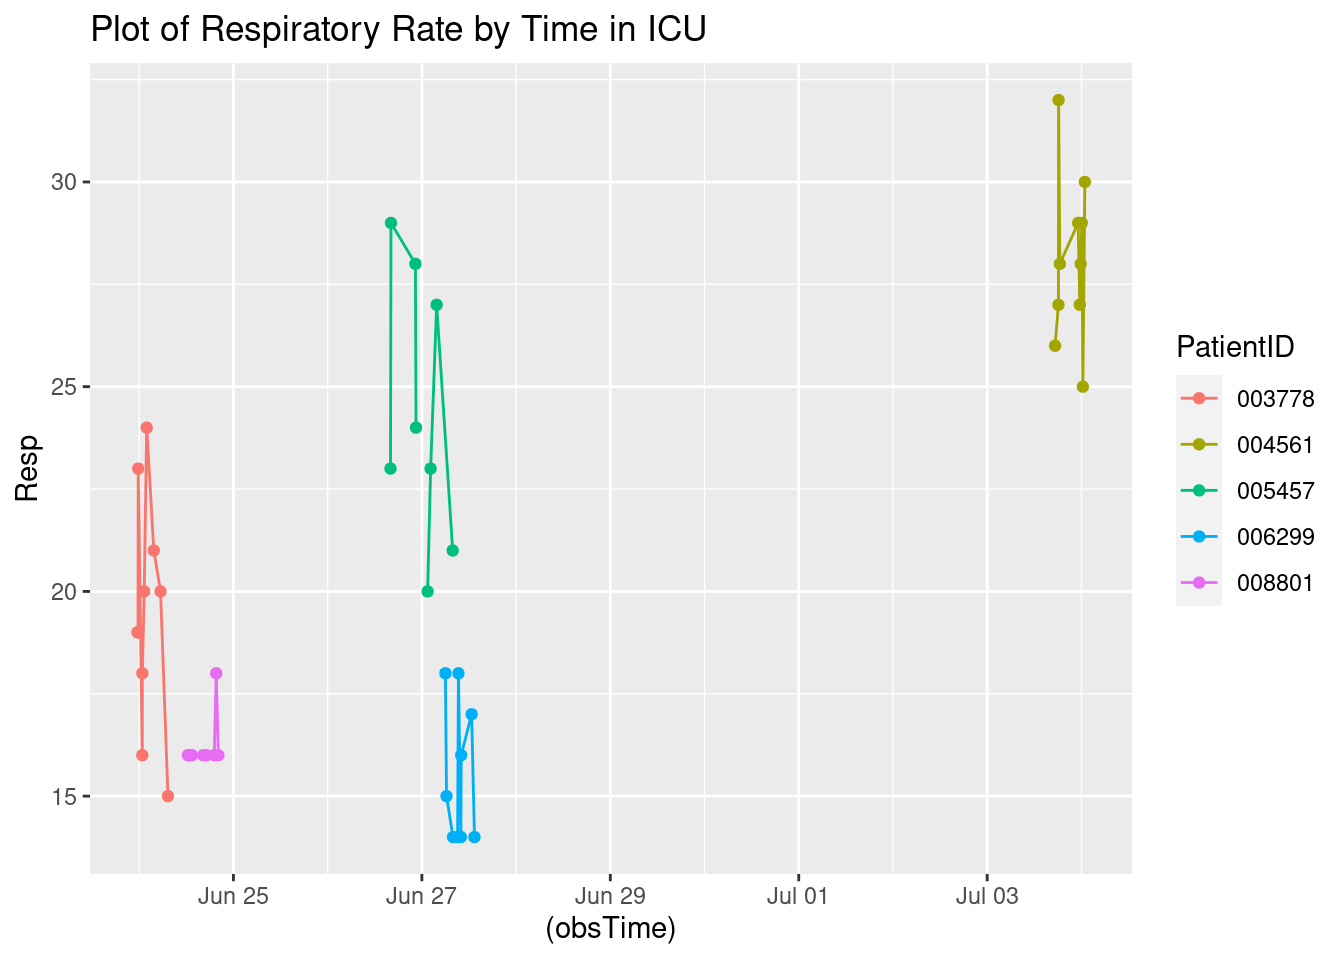 Plot of Respiratory Rate by Time in ICU
Resp
30
25
20
15
Jun 25 Jun 27 Jun 29 Jul 01 Jul 03
(obsTime)
PatientID
003778
004561
005457
006299
008801